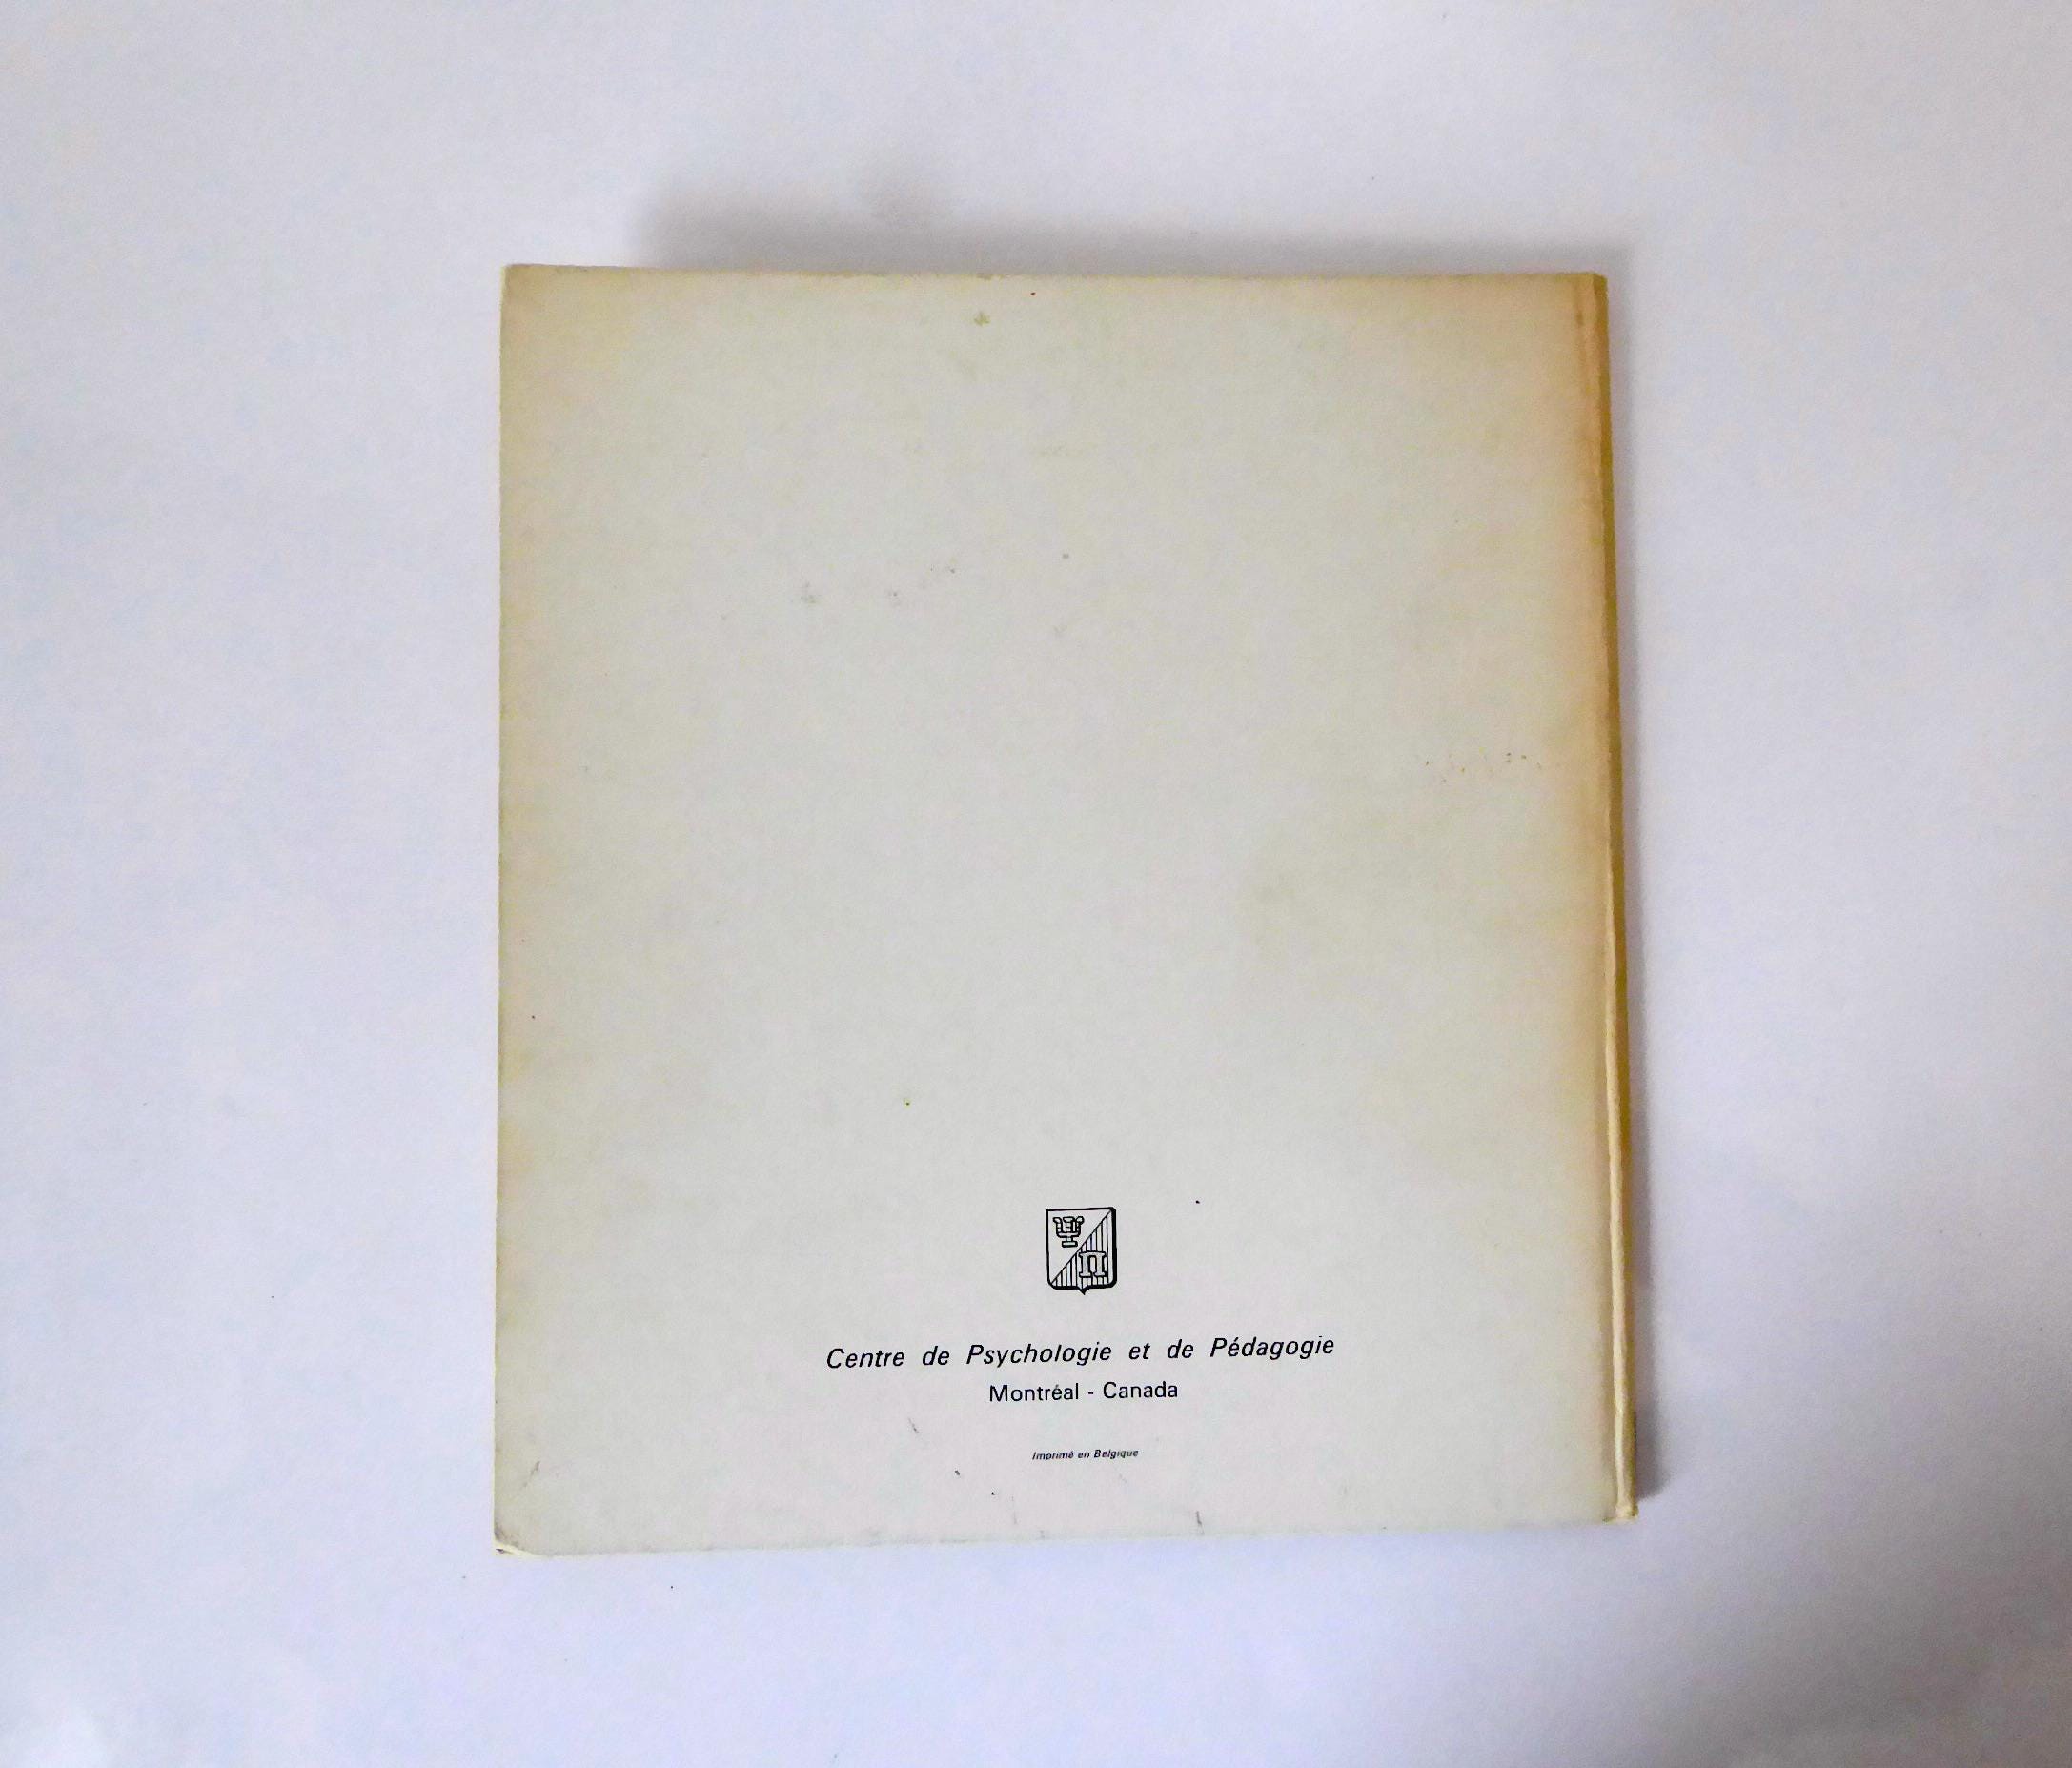 Ψ
Π
Centre de Psychologie et de Pédagogie
Montréal - Canada
Imprimé en Belgique